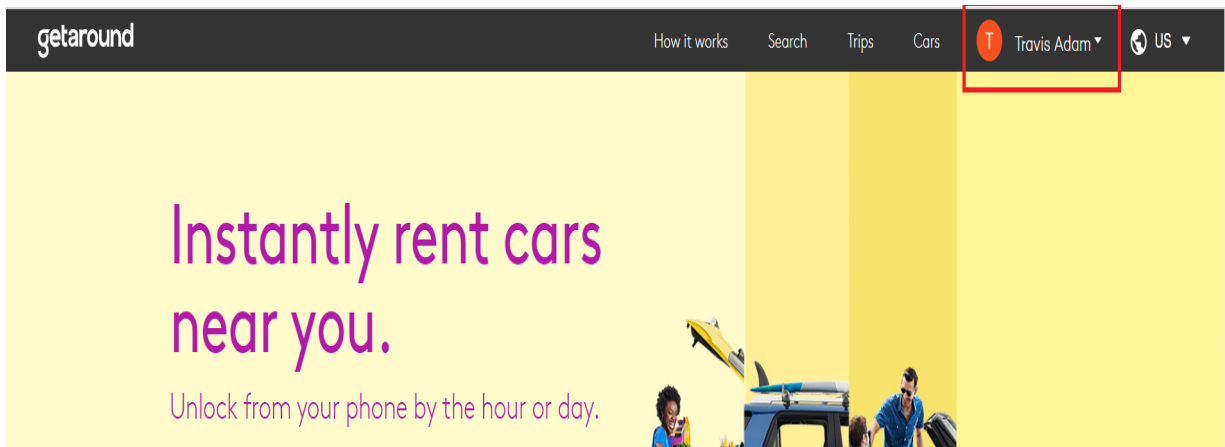 getaround
How it works Search Trips Cars T Travis Adam US
Instantly rent cars
near you.
Unlock from your phone by the hour or day.